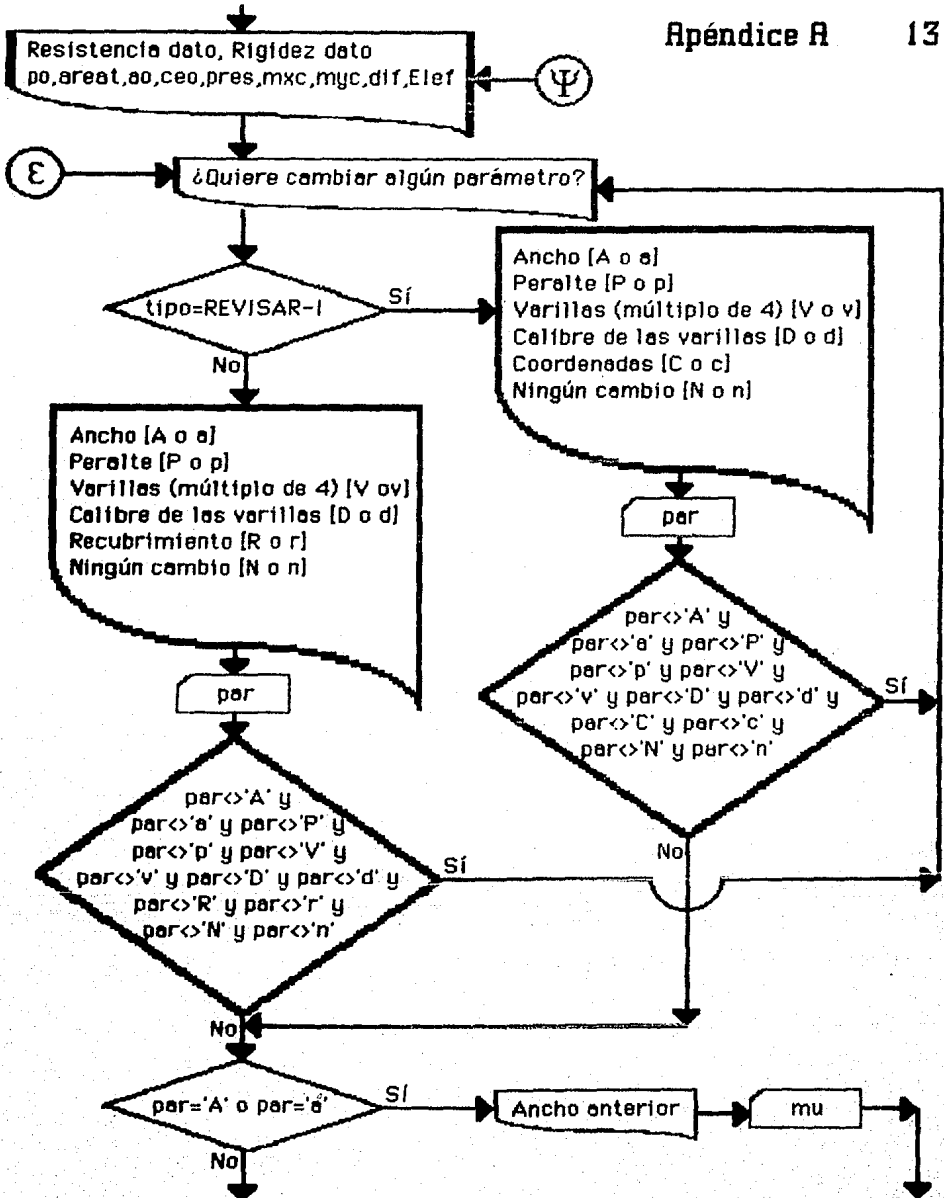 Apéndice A 13
Resistencia dato, Rigidez dato
po,areat,ao,ceo,pres,mxc,myc,dif,EIef
Ψ
ε
¿Quiere cambiar algún parámetro?
tipo=REVISAR-I
Sí
No
Ancho [A o a]
Peralte [P o p]
Varillas (múltiplo de 4) [V o v]
Calibre de las varillas [D o d]
Coordenadas [C o c]
Ningún cambio [N o n]
par
par<>'A' y
par<>'a' y par<>'P' y
par<>'p' y par<>'V' y
par<>'v' y par<>'D' y par<>'d' y
par<>'C' y par<>'c' y
par<>'N' y par<>'n'
Sí
No
Ancho [A o a]
Peralte [P o p]
Varillas (múltiplo de 4) [V ov]
Calibre de las varillas [D o d]
Recubrimiento [R o r]
Ningún cambio [N o n]
par
par<>'A' y
par<>'a' y par<>'P' y
par<>'p' y par<>'V' y
par<>'v' y par<>'D' y par<>'d' y
par<>'R' y par<>'r' y
par<>'N' y par<>'n'
Sí
No
par='A' o par='a'
Sí
Ancho anterior
mu
No